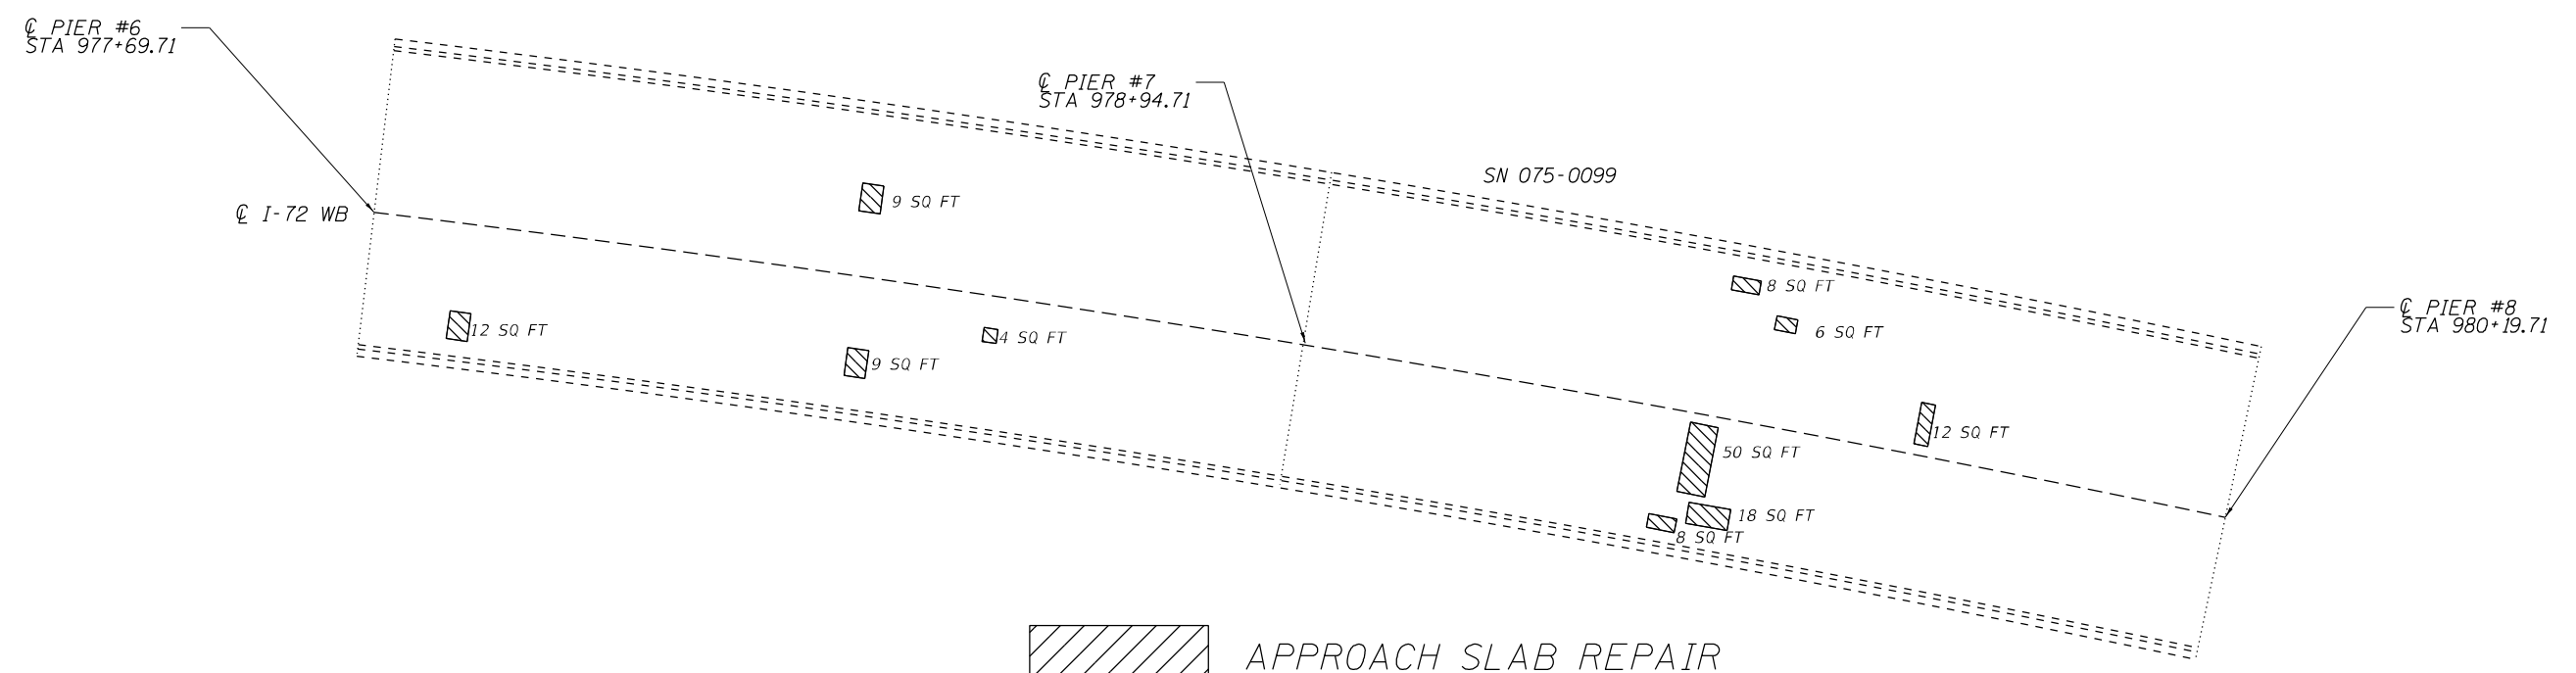 ℄ PIER #6
STA 977+69.71
℄ PIER #7
STA 978+94.71
SN 075-0099
℄ I-72 WB
9 SQ FT
8 SQ FT
℄ PIER #8
STA 980+19.71
12 SQ FT
4 SQ FT
6 SQ FT
9 SQ FT
12 SQ FT
50 SQ FT
18 SQ FT
8 SQ FT
APPROACH SLAB REPAIR